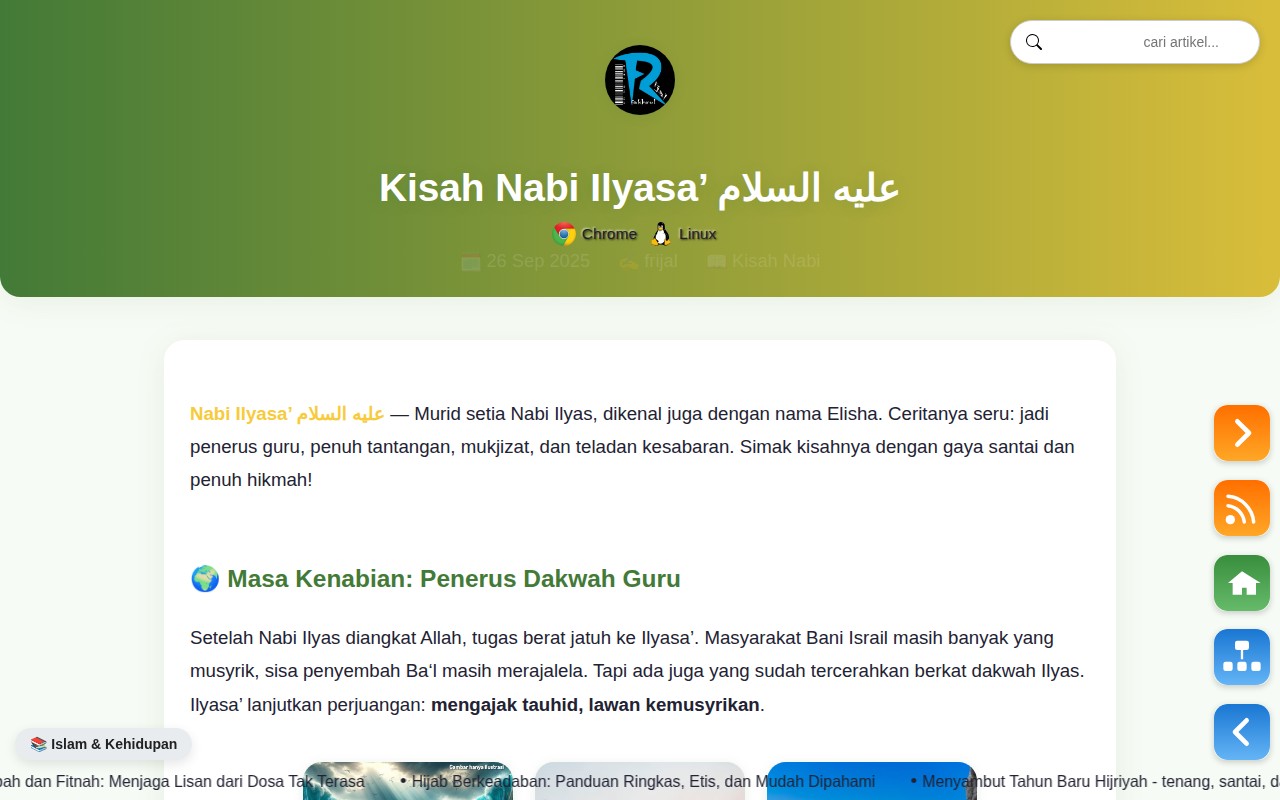 cari artikel...
Kisah Nabi Ilyasa’ عليه السلام
Chrome Linux
26 Sep 2025 frijal Kisah Nabi
Nabi Ilyasa’ عليه السلام — Murid setia Nabi Ilyas, dikenal juga dengan nama Elisha. Ceritanya seru: jadi
penerus guru, penuh tantangan, mukjizat, dan teladan kesabaran. Simak kisahnya dengan gaya santai dan
penuh hikmah!
🌍 Masa Kenabian: Penerus Dakwah Guru
Setelah Nabi Ilyas diangkat Allah, tugas berat jatuh ke Ilyasa’. Masyarakat Bani Israil masih banyak yang
musyrik, sisa penyembah Ba‘l masih merajalela. Tapi ada juga yang sudah tercerahkan berkat dakwah Ilyas.
Ilyasa’ lanjutkan perjuangan: mengajak tauhid, lawan kemusyrikan.
📚 Islam & Kehidupan
Gambar hanya ilustrasi
dan Fitnah: Menjaga Lisan dari Dosa Tak Terasa • Hijab Berkeadaban: Panduan Ringkas, Etis, dan Mudah Dipahami • Menyambut Tahun Baru Hijriyah - tenang, santai,